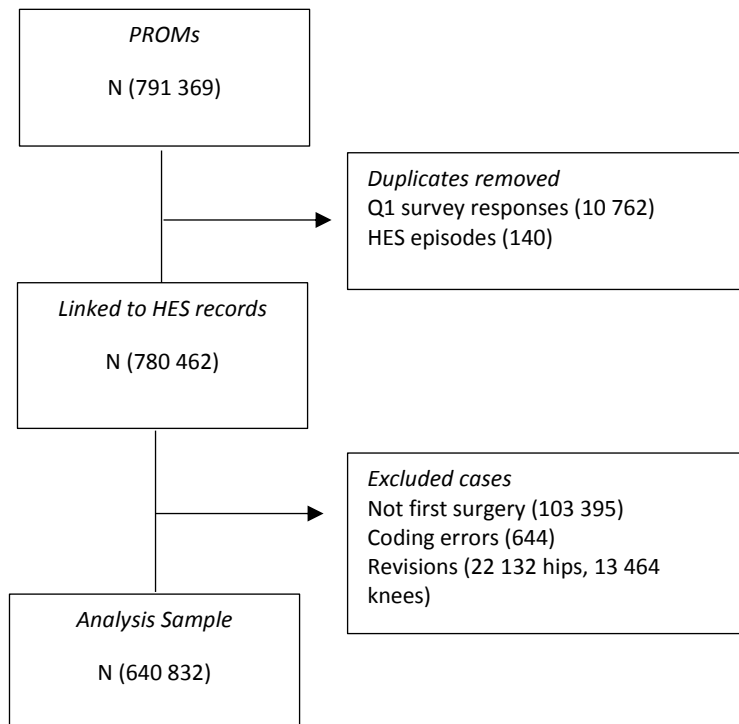 PROMs
N (791 369)
Duplicates removed
Q1 survey responses (10 762)
HES episodes (140)
Linked to HES records
N (780 462)
Excluded cases
Not first surgery (103 395)
Coding errors (644)
Revisions (22 132 hips, 13 464
knees)
Analysis Sample
N (640 832)